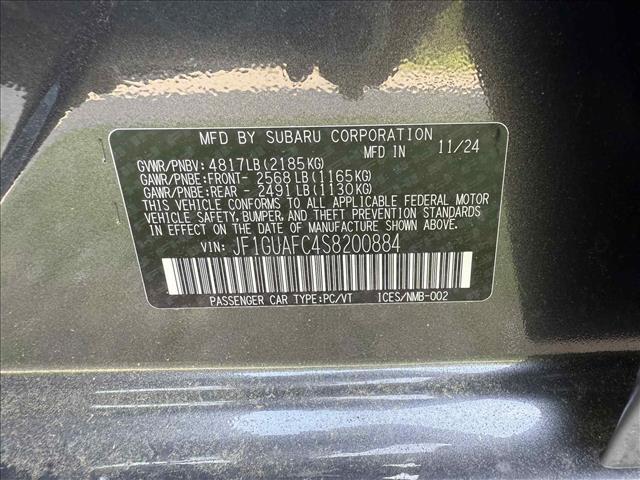 MFD BY SUBARU CORPORATION
MFD IN 11/24
GVWR/PNBV: 4817LB(2185KG)
GAWR/PNBE:FRONT- 2568LB(1165KG)
GAWR/PNBE:REAR - 2491LB(1130KG)
THIS VEHICLE CONFORMS TO ALL APPLICABLE FEDERAL MOTOR
VEHICLE SAFETY, BUMPER, AND THEFT PREVENTION STANDARDS
IN EFFECT ON THE DATE OF MANUFACTURE SHOWN ABOVE.
VIN: JF1GUAFC4S8200884
PASSENGER CAR TYPE:PC/VT ICES/NMB-002